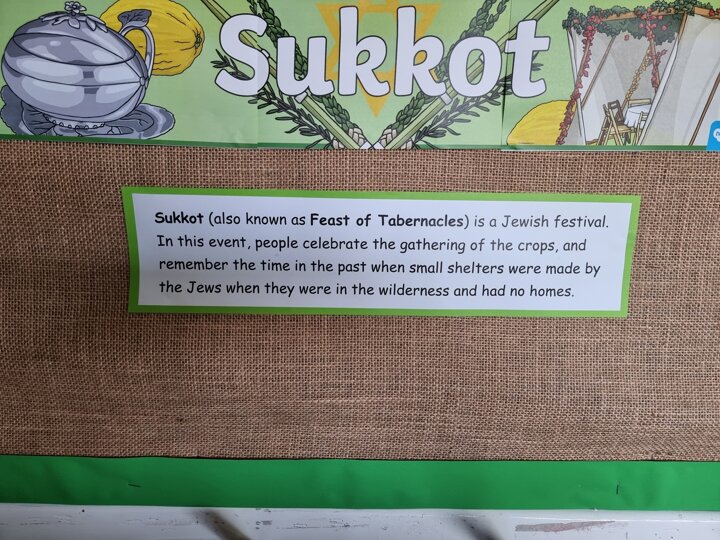 Sukkot
Sukkot (also known as Feast of Tabernacles) is a Jewish festival.
In this event, people celebrate the gathering of the crops, and
remember the time in the past when small shelters were made by
the Jews when they were in the wilderness and had no homes.